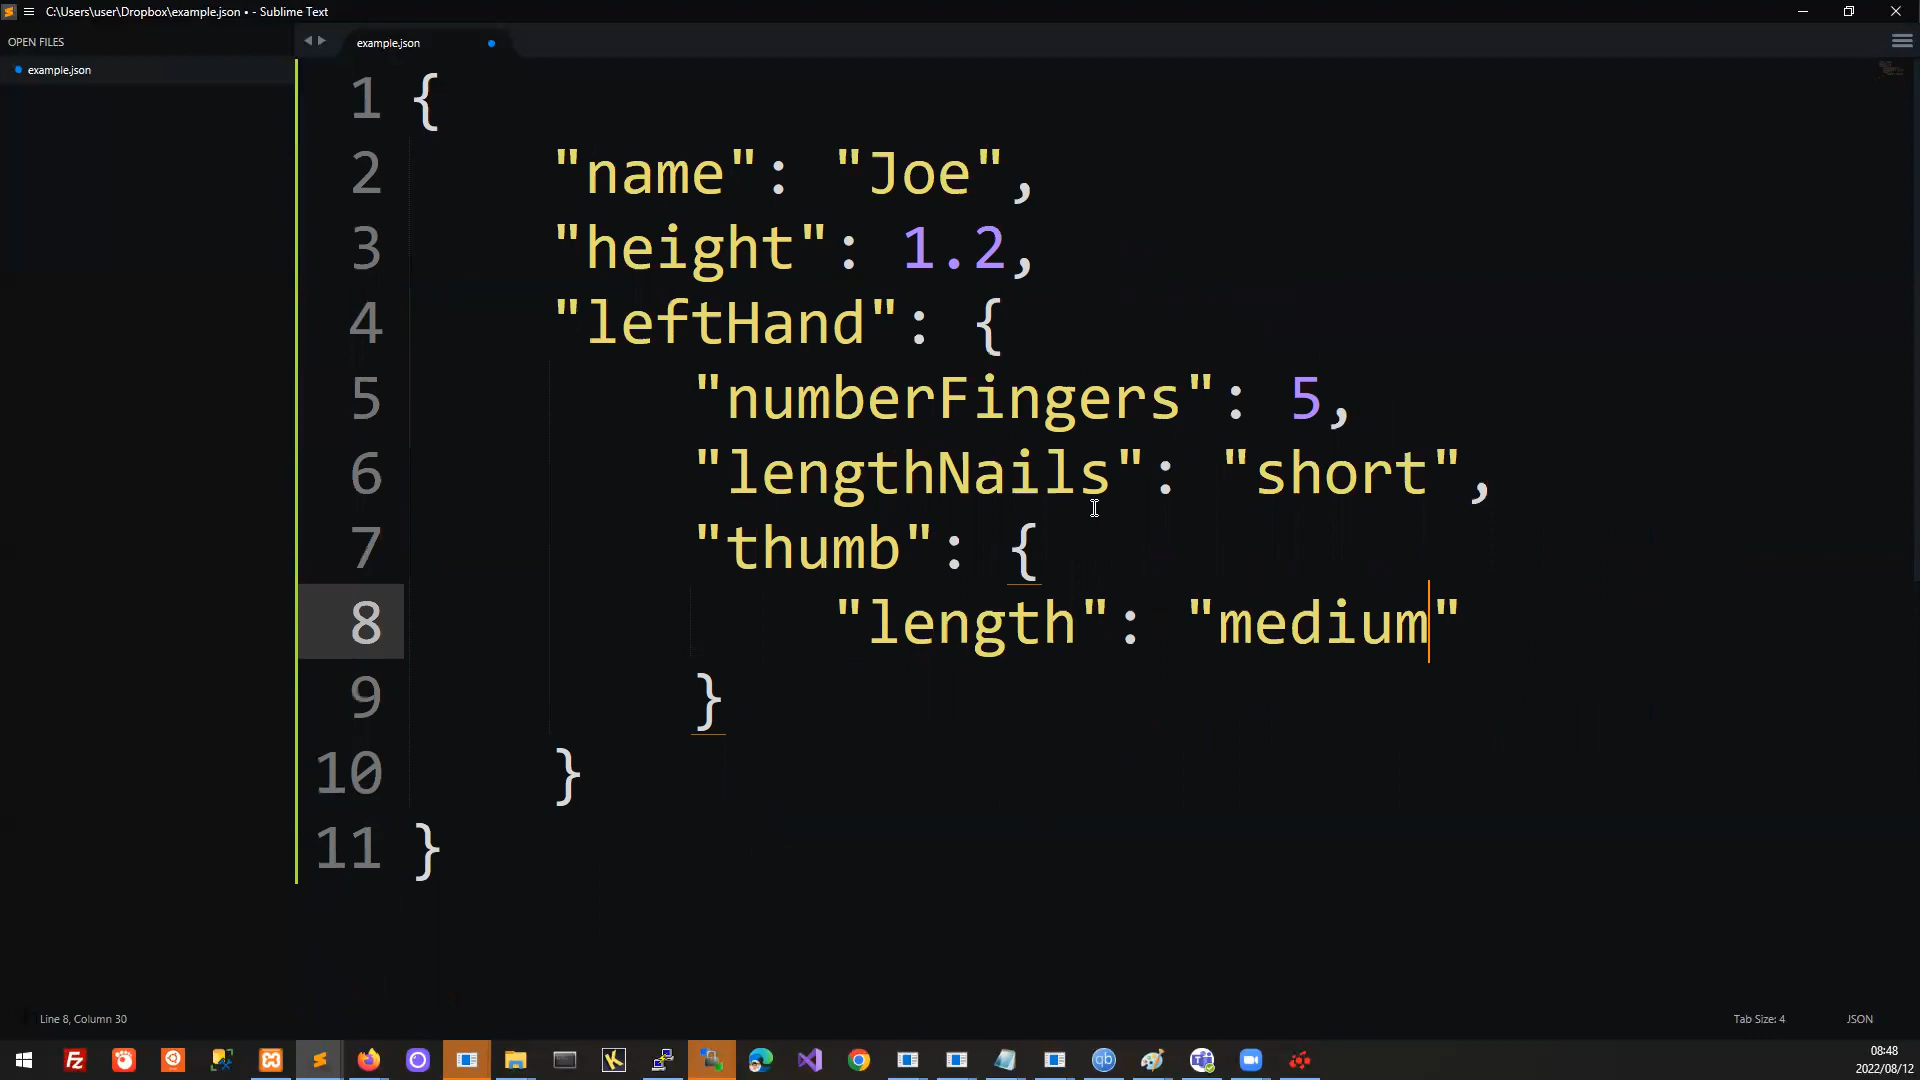 C:\Users\user\Dropbox\example.json • - Sublime Text
OPEN FILES
example.json
example.json
1 {
2 "name": "Joe",
3 "height": 1.2,
4 "leftHand": {
5 "numberFingers": 5,
6 "lengthNails": "short",
7 "thumb": {
8 "length": "medium"
9 }
10 }
11 }
Line 8, Column 30
Tab Size: 4
JSON
08:48
2022/08/12